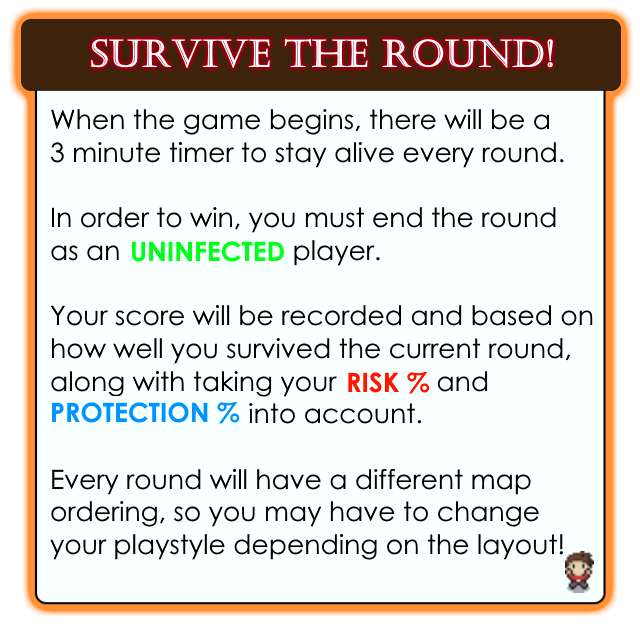 SURVIVE THE ROUND!
When the game begins, there will be a
3 minute timer to stay alive every round.
In order to win, you must end the round
as an UNINFECTED player.
Your score will be recorded and based on
how well you survived the current round,
along with taking your RISK % and
PROTECTION % into account.
Every round will have a different map
ordering, so you may have to change
your playstyle depending on the layout!